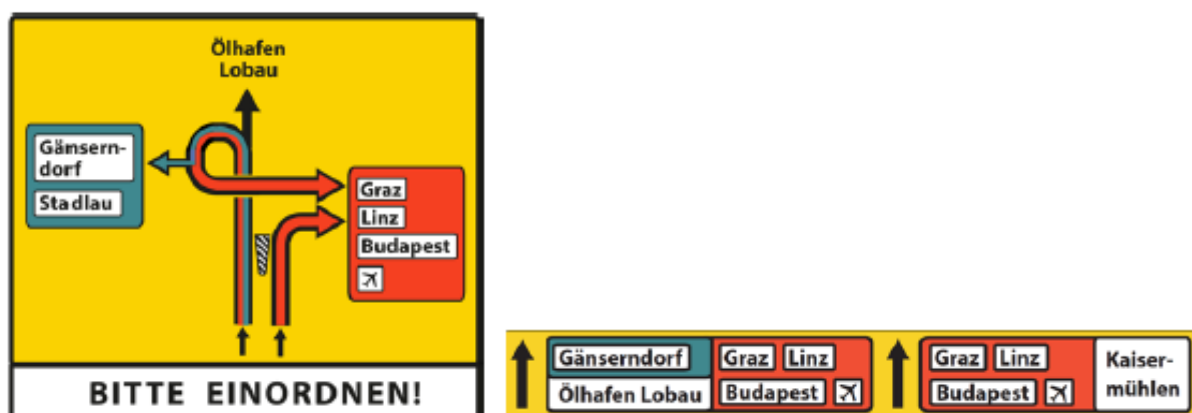 Ölhafen
Lobau
Gänsern-
dorf
Stadlau
Graz
Linz
Budapest
BITTE EINORDNEN!
Gänserndorf
Ölhafen Lobau
Graz Linz
Budapest
Graz Linz
Budapest
Kaiser-
mühlen